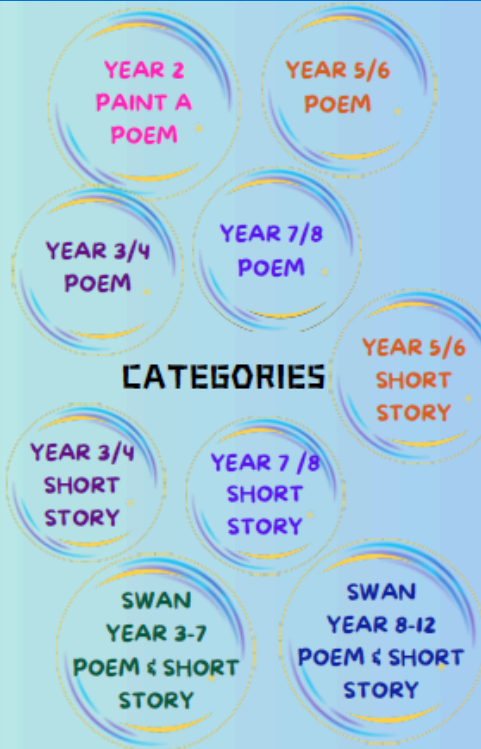 YEAR 2
PAINT A
POEM
YEAR 5/6
POEM
YEAR 3/4
POEM
YEAR 7/8
POEM
CATEGORIES
YEAR 5/6
SHORT
STORY
YEAR 3/4
SHORT
STORY
YEAR 7 /8
SHORT
STORY
SWAN
YEAR 3-7
POEM & SHORT
STORY
SWAN
YEAR 8-12
POEM & SHORT
STORY